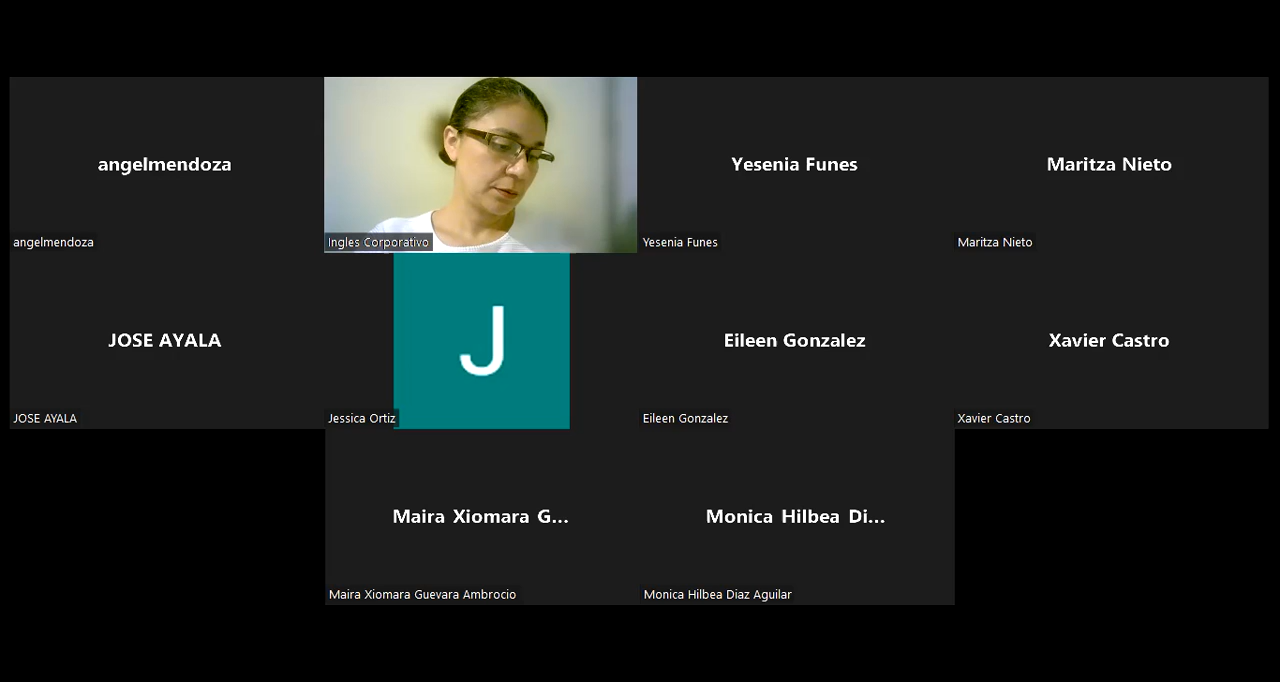 angelmendoza
angelmendoza
Ingles Corporativo
Yesenia Funes
Yesenia Funes
Maritza Nieto
Maritza Nieto
JOSE AYALA
JOSE AYALA
J
Jessica Ortiz
Eileen Gonzalez
Eileen Gonzalez
Xavier Castro
Xavier Castro
Maira Xiomara G...
Maira Xiomara Guevara Ambrocio
Monica Hilbea Di...
Monica Hilbea Diaz Aguilar